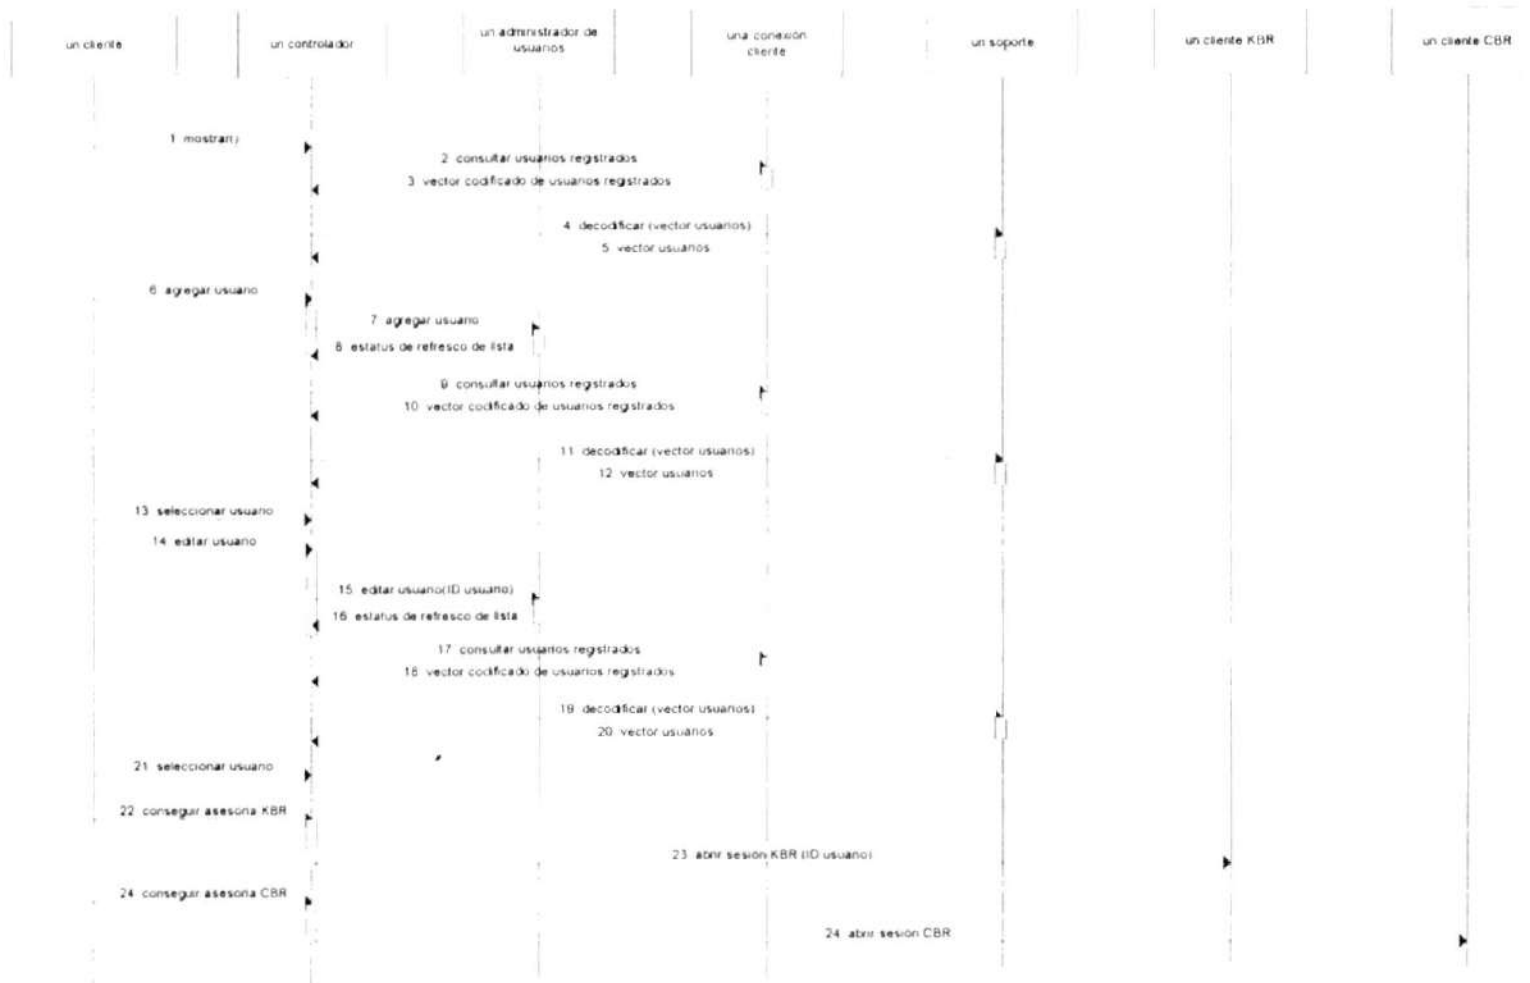 un cliente
un controlador
un administrador de
usuarios
una conexión
cliente
un soporte
un cliente KBR
un cliente CBR
1 mostrar()
2 consultar usuarios registrados
3 vector codificado de usuarios registrados
4 decodificar (vector usuarios)
5 vector usuarios
6 agregar usuario
7 agregar usuario
8 estatus de refresco de lista
9 consultar usuarios registrados
10 vector codificado de usuarios registrados
11 decodificar (vector usuarios)
12 vector usuarios
13 seleccionar usuario
14 editar usuario
15 editar usuario(ID usuario)
16 estatus de refresco de lista
17 consultar usuarios registrados
18 vector codificado de usuarios registrados
19 decodificar (vector usuarios)
20 vector usuarios
21 seleccionar usuario
22 conseguir asesoria KBR
23 abrir sesión KBR (ID usuario)
24 conseguir asesoria CBR
24 abrir sesión CBR